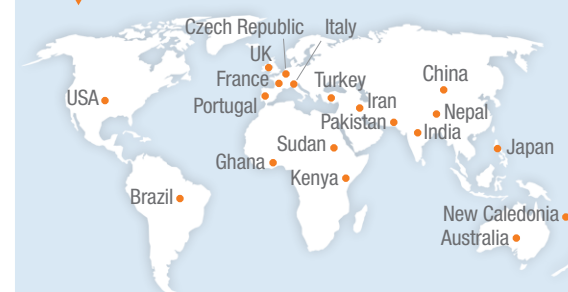 Czech Republic Italy
UK
France Turkey China
USA
Portugal Iran Nepal
Pakistan India
Sudan Japan
Ghana
Kenya
Brazil
New Caledonia
Australia